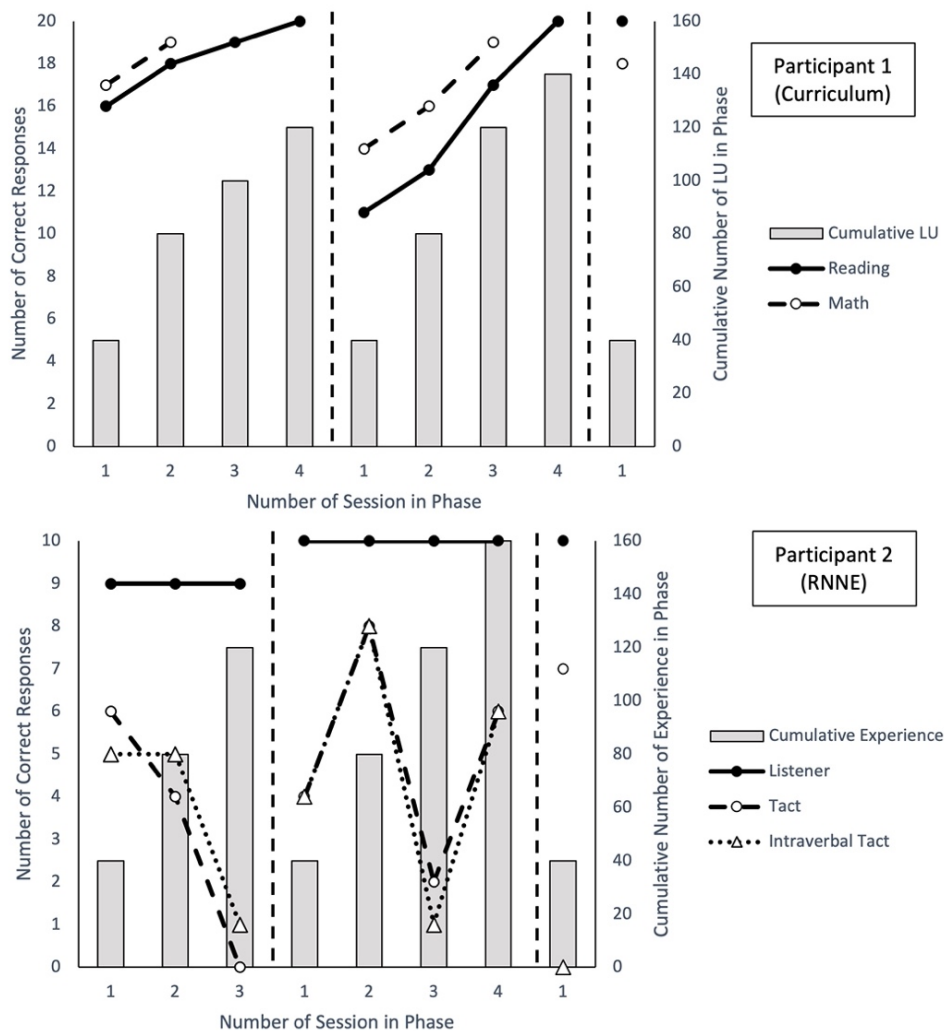 20
18
16
14
12
10
8
6
4
2
0
Number of Correct Responses
160
140
120
100
80
60
40
20
0
Cumulative Number of LU in Phase
1 2 3 4 1 2 3 4 1
Number of Session in Phase
Participant 1
(Curriculum)
Cumulative LU
Reading
Math
10
9
8
7
6
5
4
3
2
1
0
Number of Correct Responses
160
140
120
100
80
60
40
20
0
Cumulative Number of Experience in Phase
1 2 3 1 2 3 4 1
Number of Session in Phase
Participant 2
(RNNE)
Cumulative Experience
Listener
Tact
Intraverbal Tact